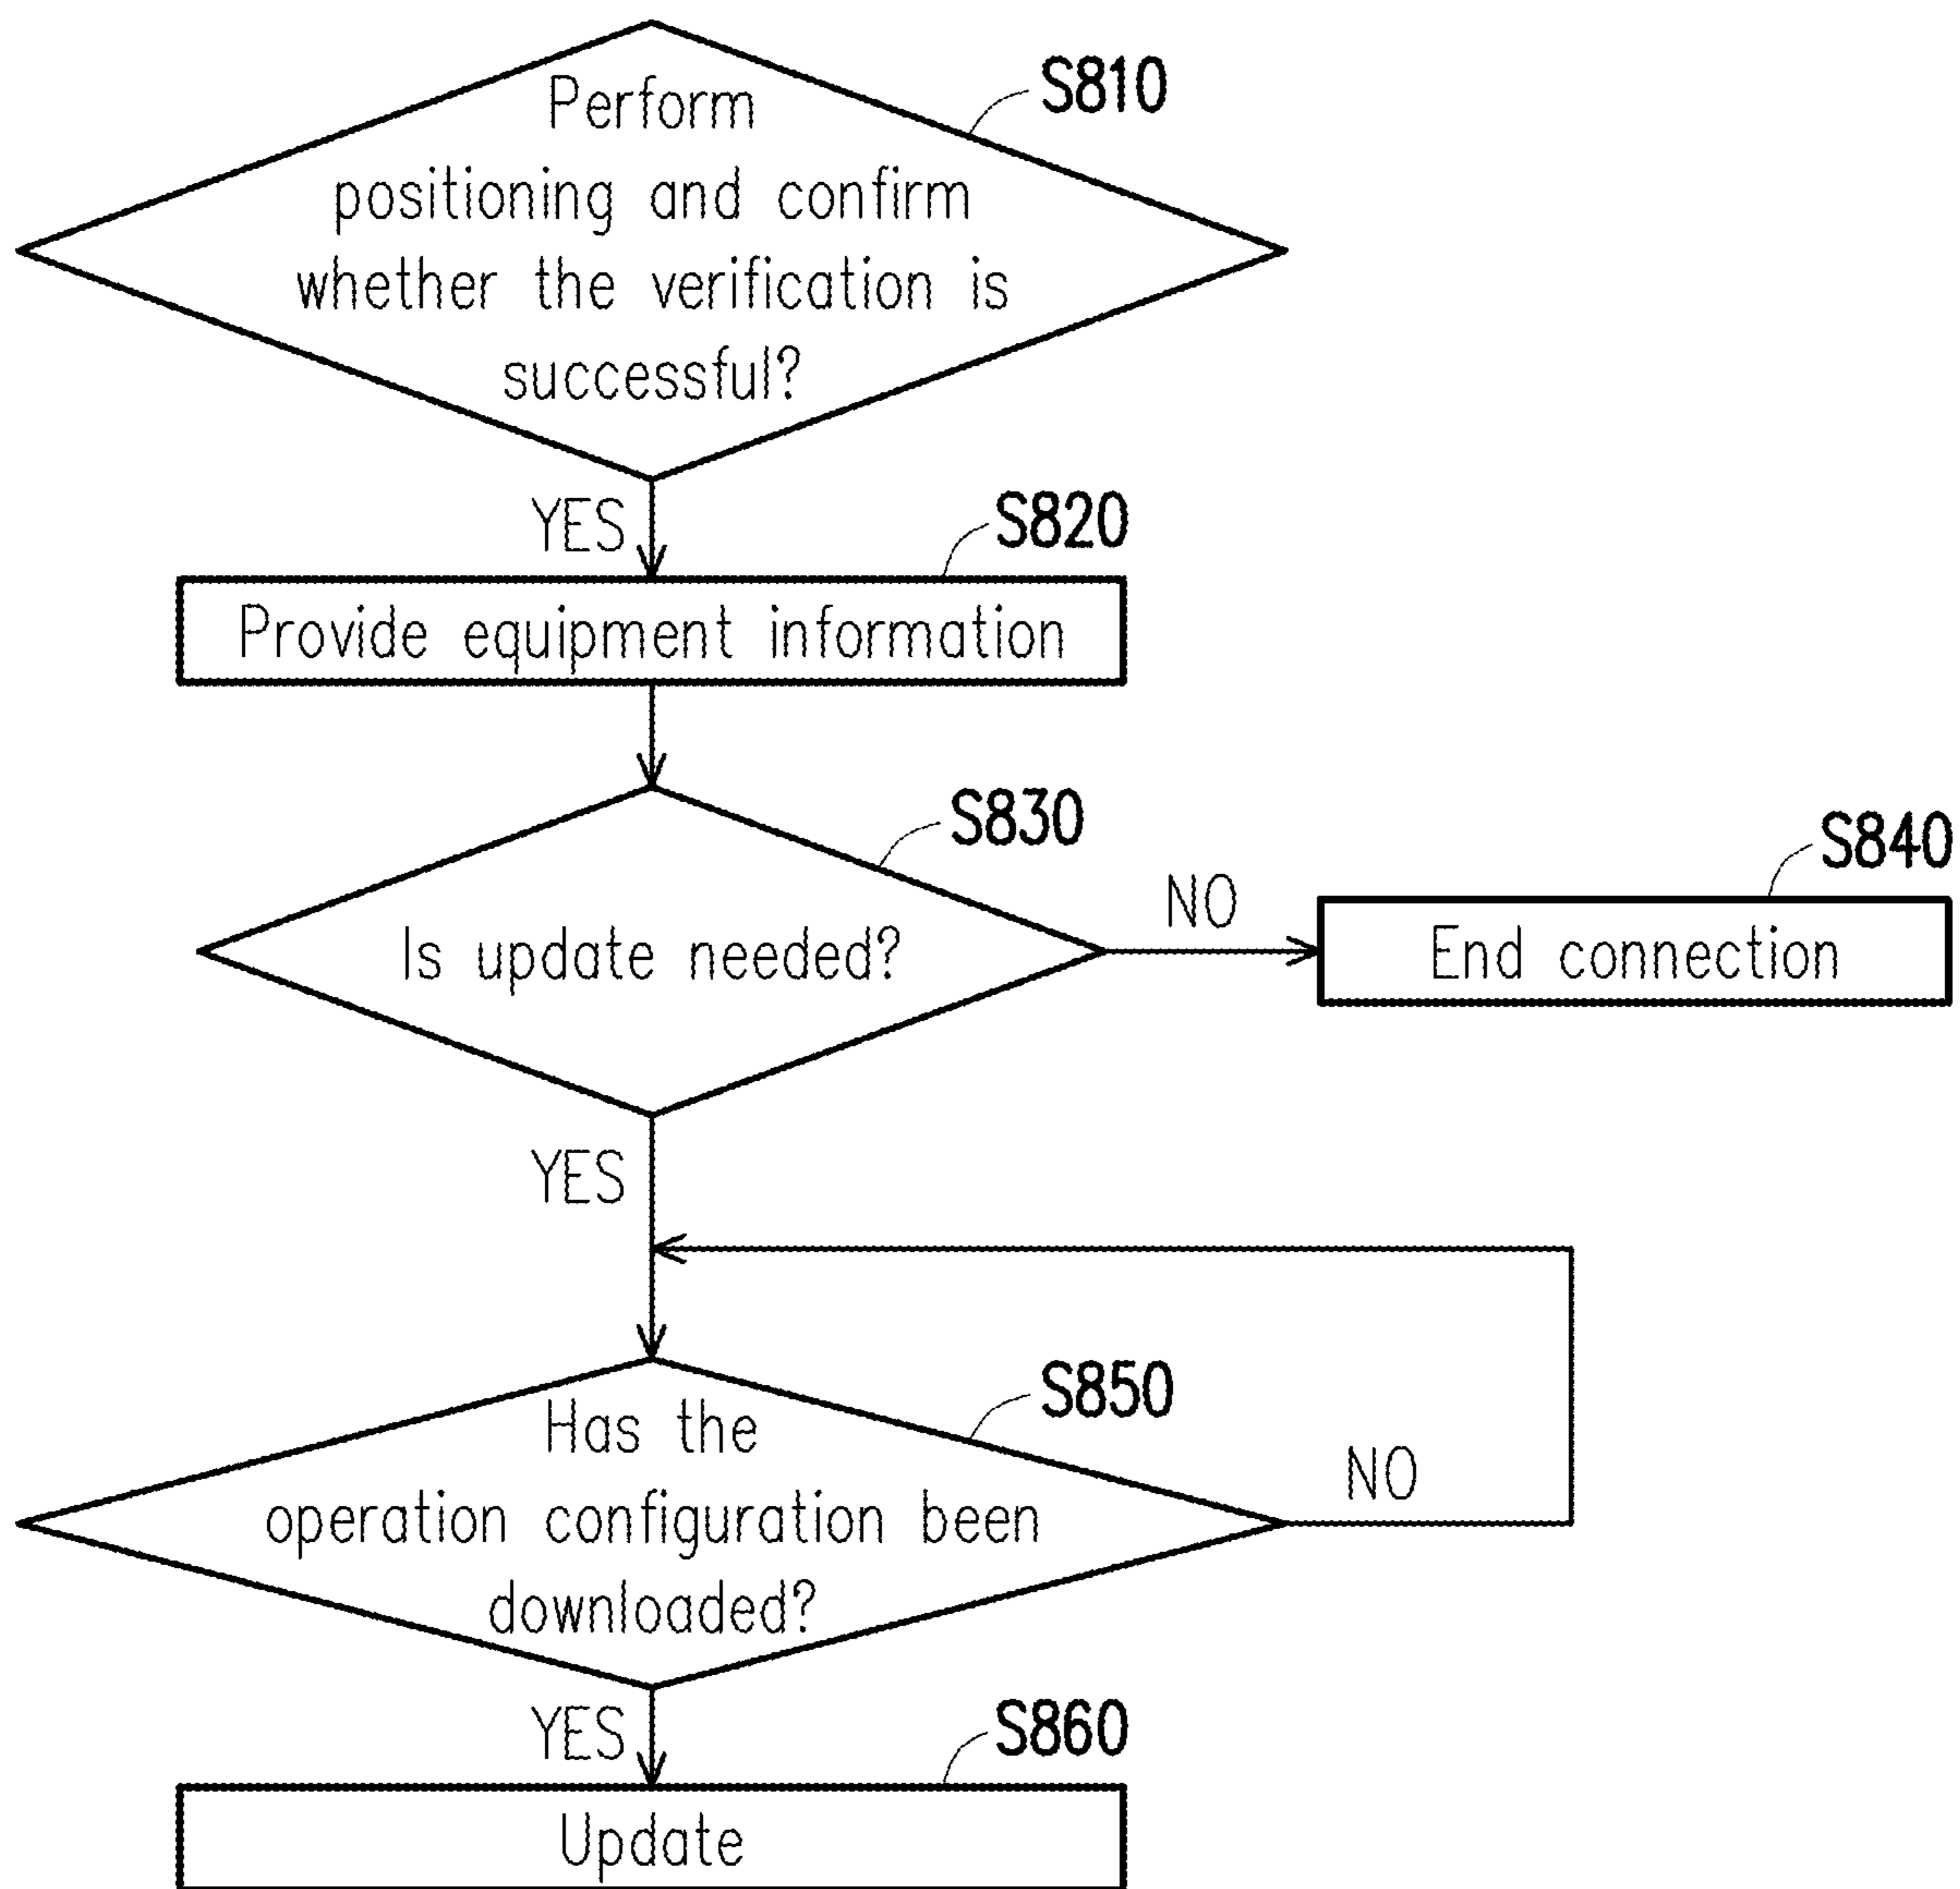 Perform
S810
positioning and confirm
whether the verification is
successful?
YES
S820
Provide equipment information
S830
Is update needed?
NO
S840
End connection
YES
Has the
S850
operation configuration been
downloaded?
NO
YES
S860
Update